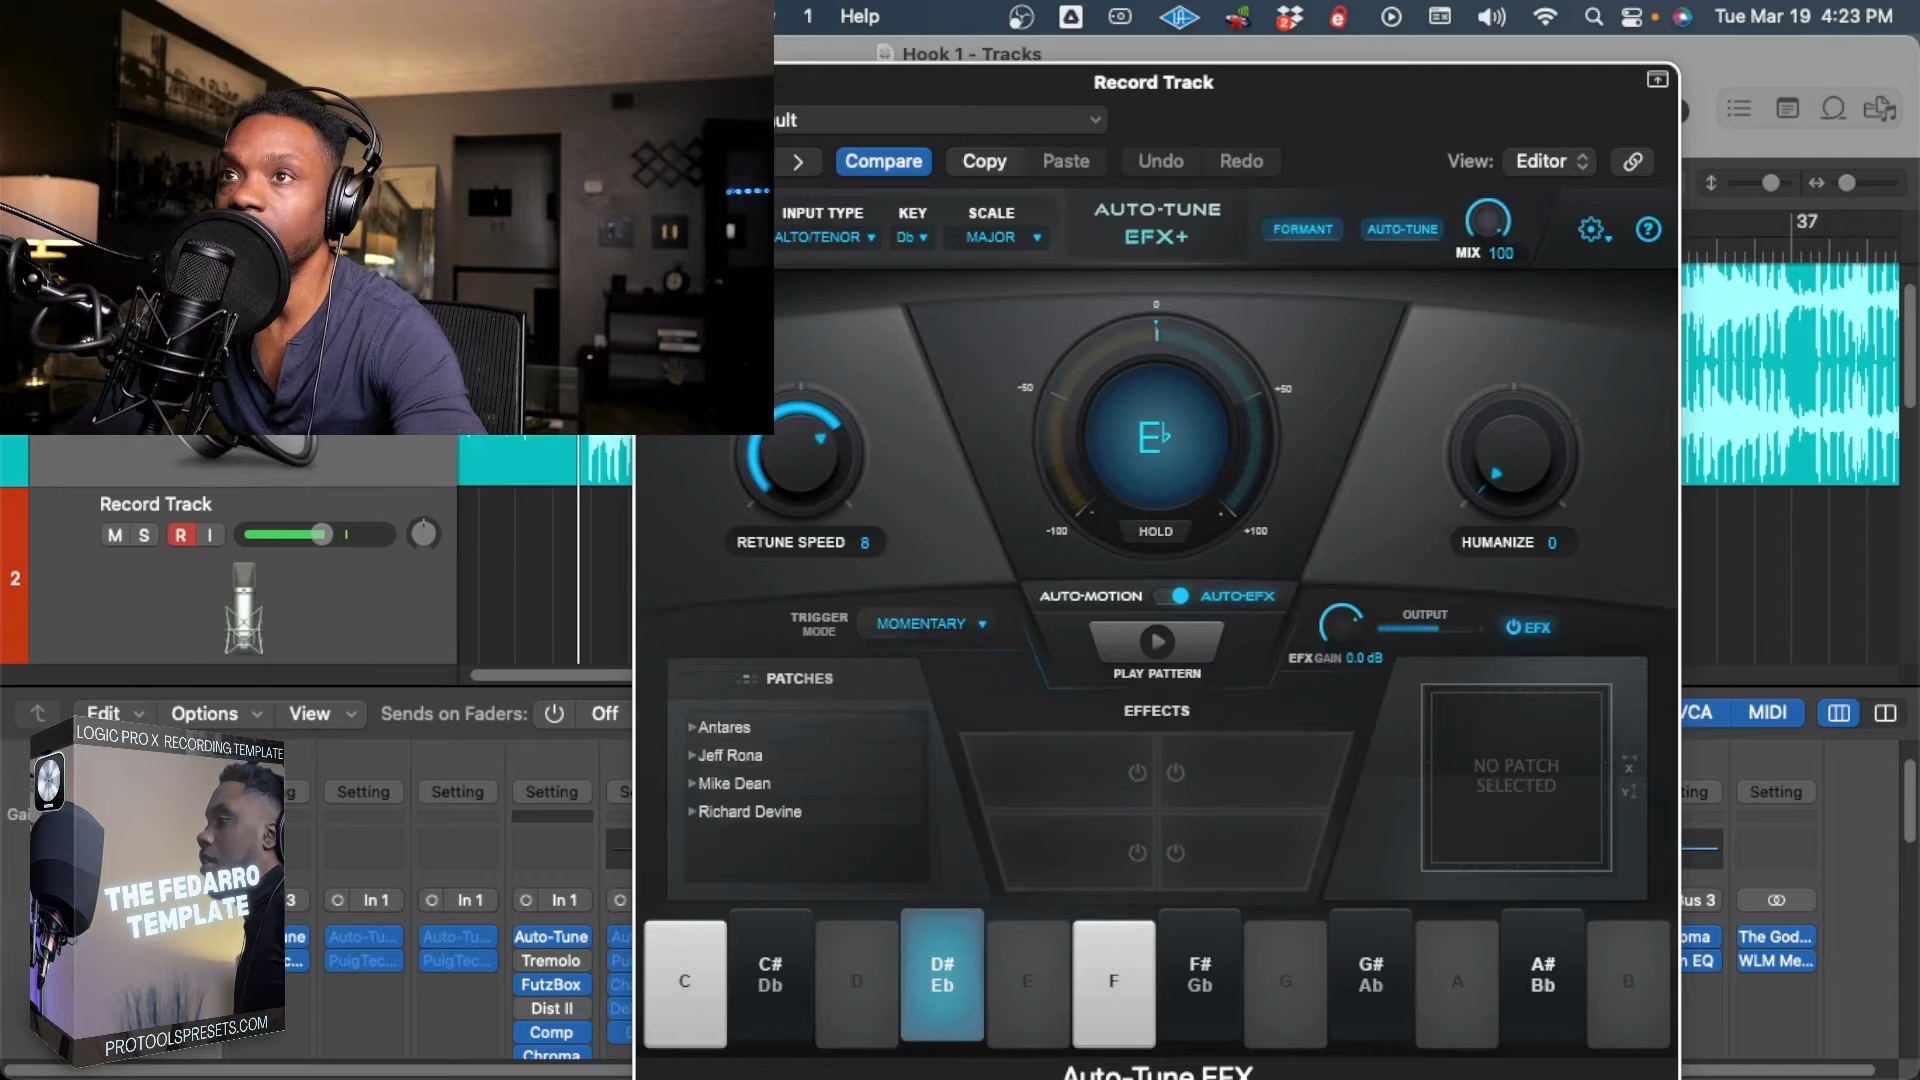 1 Help
Tue Mar 19 4:23 PM
Hook 1 - Tracks
Record Track
ult
Compare Copy Paste Undo Redo View: Editor
37
INPUT TYPE KEY SCALE
ALTO/TENOR Db MAJOR
AUTO-TUNE
EFX+
FORMANT AUTO-TUNE
MIX 100
0
-50 +50
E♭
-100 - HOLD + +100
RETUNE SPEED 8
HUMANIZE 0
Record Track
M S R I
2
AUTO-MOTION AUTO-EFX
TRIGGER
MODE
MOMENTARY
PLAY PATTERN
EFX GAIN 0.0 dB
OUTPUT
EFX
PATCHES
Antares
Jeff Rona
Mike Dean
Richard Devine
EFFECTS
NO PATCH
SELECTED
X
Y
Edit Options View Sends on Faders: Off
VCA MIDI
LOGIC PRO X RECORDING TEMPLATE
THE FEDARRO
TEMPLATE
PROTOOLSPRESETS.COM
Setting Setting Setting
Setting
3 In 1 In 1 In 1
Bus 3
Auto-Tu... Auto-Tu... Auto-Tune
PuigTec... PuigTec... Tremolo
FutzBox
Dist II
Comp
Chroma
The God...
WLM Me...
C C# Db D D# Eb E F F# Gb G G# Ab A A# Bb B
Auto-Tune EFX